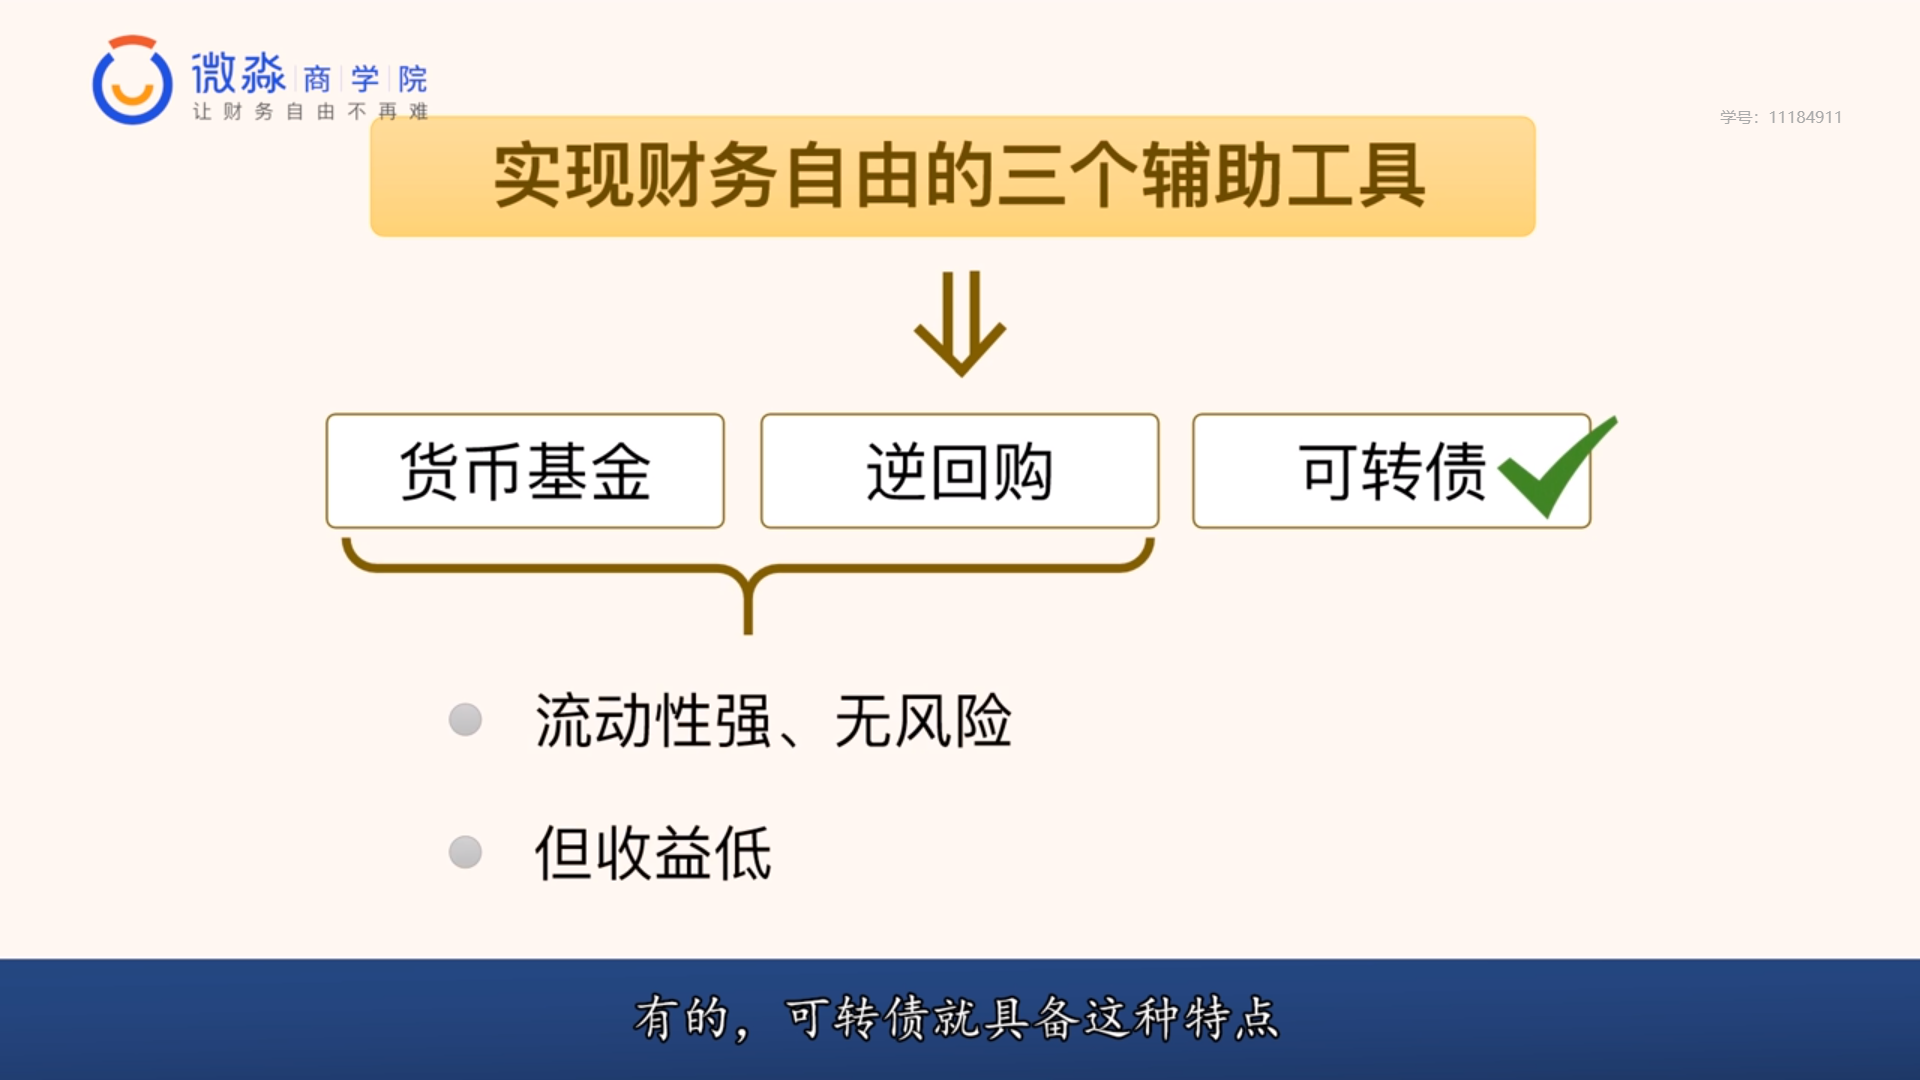 微淼商学院
让财务自由不再难
学号：11184911
实现财务自由的三个辅助工具
货币基金
逆回购
可转债
流动性强、无风险
但收益低
有的，可转债就具备这种特点